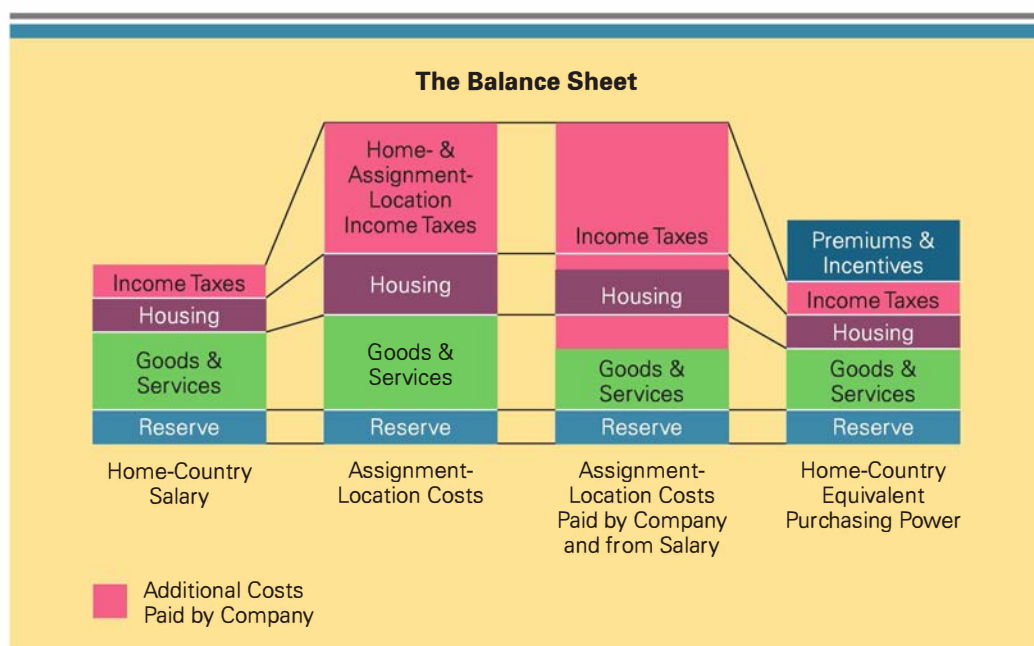 The Balance Sheet
Income Taxes
Housing
Goods &
Services
Reserve
Home-Country
Salary
Home- &
Assignment-
Location
Income Taxes
Housing
Goods &
Services
Reserve
Assignment-
Location Costs
Income Taxes
Housing
Goods &
Services
Reserve
Assignment-
Location Costs
Paid by Company
and from Salary
Premiums &
Incentives
Income Taxes
Housing
Goods &
Services
Reserve
Home-Country
Equivalent
Purchasing Power
Additional Costs
Paid by Company